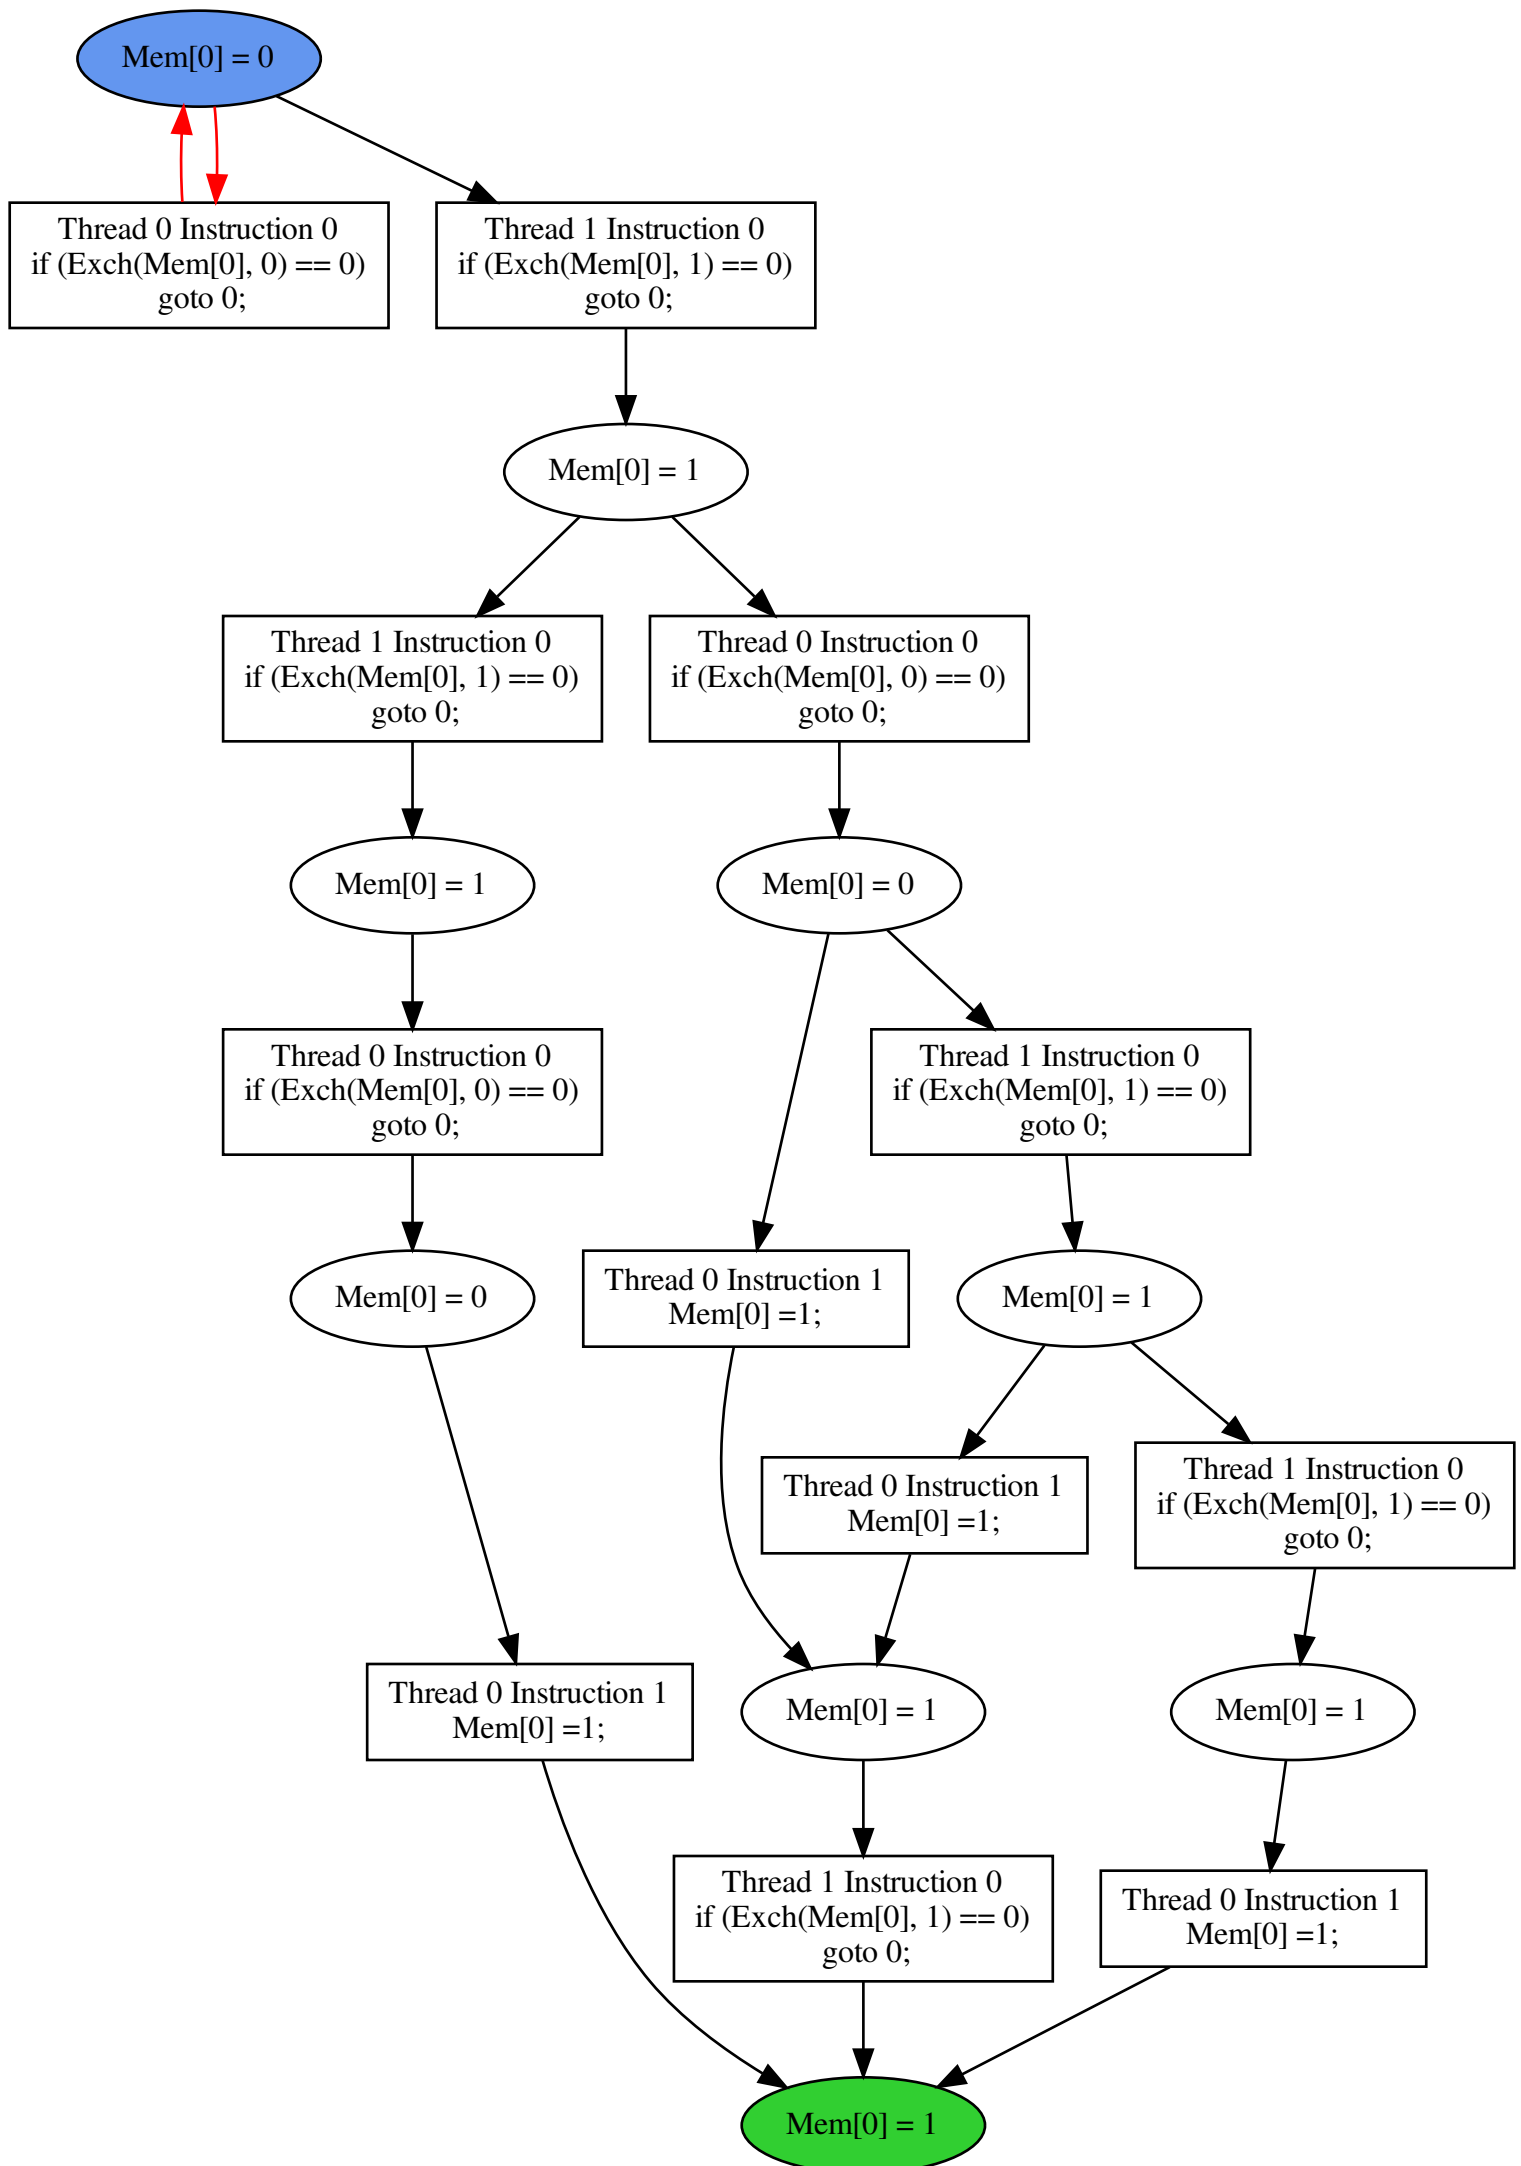 Mem[0] = 0
Thread 0 Instruction 0
if (Exch(Mem[0], 0) == 0)
goto 0;
Thread 1 Instruction 0
if (Exch(Mem[0], 1) == 0)
goto 0;
Mem[0] = 1
Thread 1 Instruction 0
if (Exch(Mem[0], 1) == 0)
goto 0;
Thread 0 Instruction 0
if (Exch(Mem[0], 0) == 0)
goto 0;
Mem[0] = 1
Mem[0] = 0
Thread 0 Instruction 0
if (Exch(Mem[0], 0) == 0)
goto 0;
Thread 1 Instruction 0
if (Exch(Mem[0], 1) == 0)
goto 0;
Mem[0] = 0
Thread 0 Instruction 1
Mem[0] =1;
Mem[0] = 1
Thread 0 Instruction 1
Mem[0] =1;
Thread 1 Instruction 0
if (Exch(Mem[0], 1) == 0)
goto 0;
Thread 0 Instruction 1
Mem[0] =1;
Mem[0] = 1
Mem[0] = 1
Thread 1 Instruction 0
if (Exch(Mem[0], 1) == 0)
goto 0;
Thread 0 Instruction 1
Mem[0] =1;
Mem[0] = 1